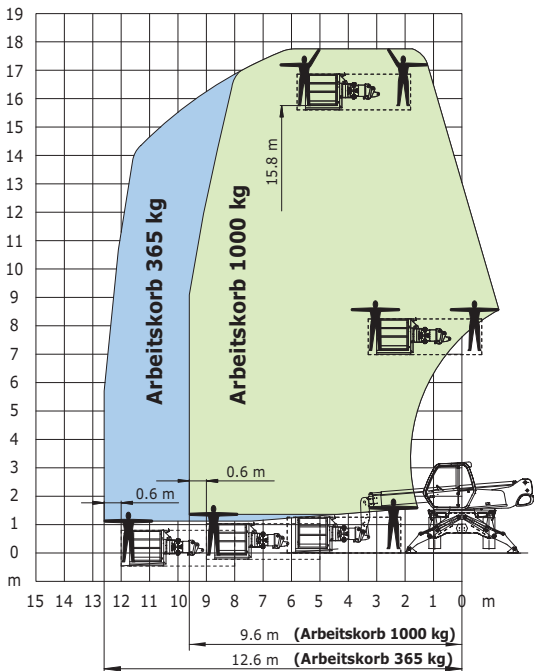 19
18
17
16
15
14
13
12
11
10
9
8
7
6
5
4
3
2
1
0
m
15.8 m
Arbeitskorb 365 kg
Arbeitskorb 1000 kg
0.6 m
0.6 m
15 14 13 12 11 10 9 8 7 6 5 4 3 2 1 0 m
9.6 m (Arbeitskorb 1000 kg)
12.6 m (Arbeitskorb 365 kg)